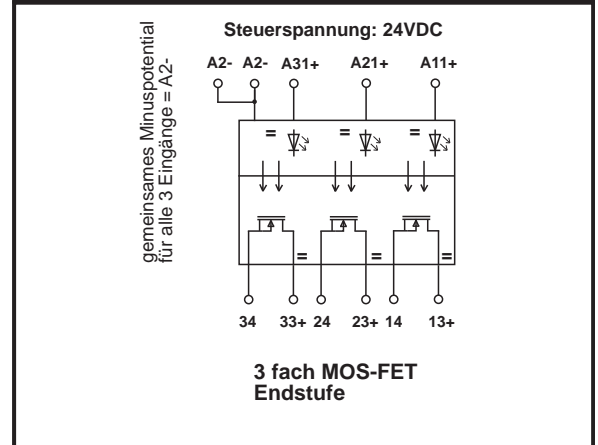 Steuerspannung: 24VDC
A2- A2- A31+ A21+ A11+
gemeinsames Minuspotential
für alle 3 Eingänge = A2-
= = =
= = =
34 33+ 24 23+ 14 13+
3 fach MOS-FET
Endstufe